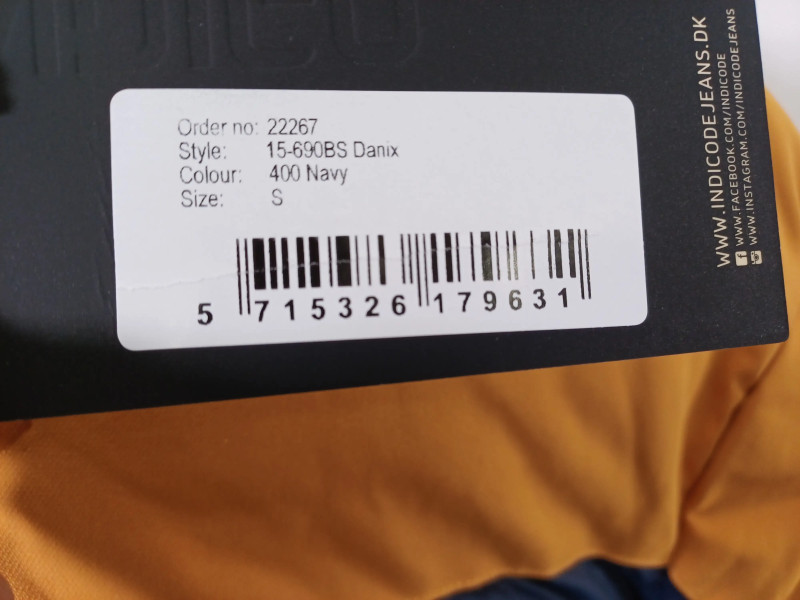 Order no: 22267
Style: 15-690BS Danix
Colour: 400 Navy
Size: S
5 715326 179631
WWW.INDICODEJEANS.DK
WWW.FACEBOOK.COM/INDICODE
WWW.INSTAGRAM.COM/INDICODEJEANS